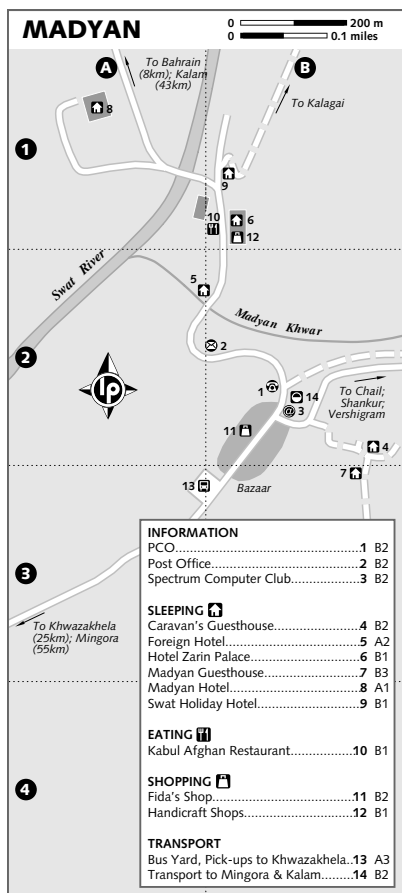 MADYAN
0 200 m
0 0.1 miles
A
B
To Bahrain
(8km); Kalam
(43km)
To Kalagai
8
1
9
10
6
12
Swat River
5
Madyan Khwar
2
2
1
14
3
To Chail;
Shankur;
Vershigram
lp
11
4
7
13
Bazaar
3
To Khwazakhela
(25km); Mingora
(55km)
4
INFORMATION
PCO...............................................1 B2
Post Office.....................................2 B2
Spectrum Computer Club..............3 B2
SLEEPING
Caravan's Guesthouse...................4 B2
Foreign Hotel................................5 A2
Hotel Zarin Palace.........................6 B1
Madyan Guesthouse.....................7 B3
Madyan Hotel...............................8 A1
Swat Holiday Hotel.......................9 B1
EATING
Kabul Afghan Restaurant.............10 B1
SHOPPING
Fida's Shop.................................11 B2
Handicraft Shops........................12 B1
TRANSPORT
Bus Yard, Pick-ups to Khwazakhela..13 A3
Transport to Mingora & Kalam........14 B2